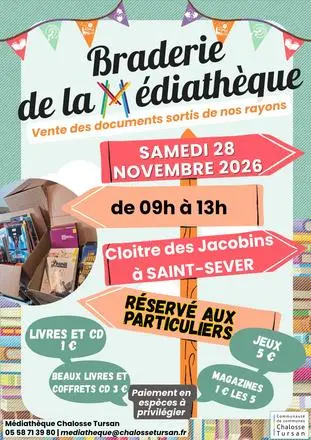 Braderie
de la Médiathèque
Vente des documents sortis de nos rayons
SAMEDI 28
NOVEMBRE 2026
de 09h à 13h
Cloitre des Jacobins
à SAINT-SEVER
RÉSERVÉ AUX
PARTICULIERS
LIVRES ET CD
1 €
JEUX
5 €
BEAUX LIVRES ET
COFFRETS CD 3 €
MAGAZINES
1 € LES 5
Paiement en
espèces à
privilégier
Médiathèque Chalosse Tursan
05 58 71 39 80 | mediatheque@chalossetursan.fr
Communauté
de communes
Chalosse
Tursan